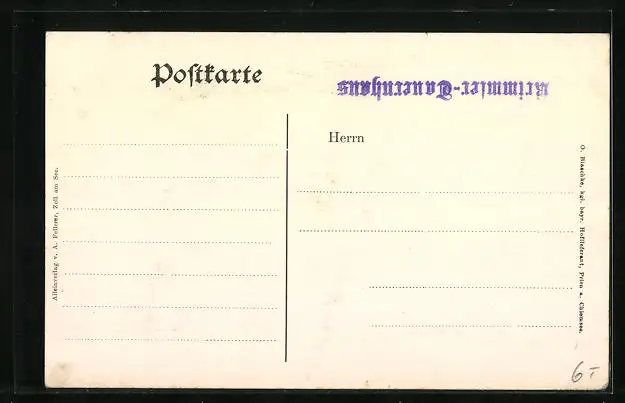 Postkarte
Krimmler-Tauernhaus
Herrn
Alleinverlag v. A. Fellner, Zell am See.
O. Blaschke, kgl. bayr. Hoflieferant, Prien a. Chiemsee.
6.-